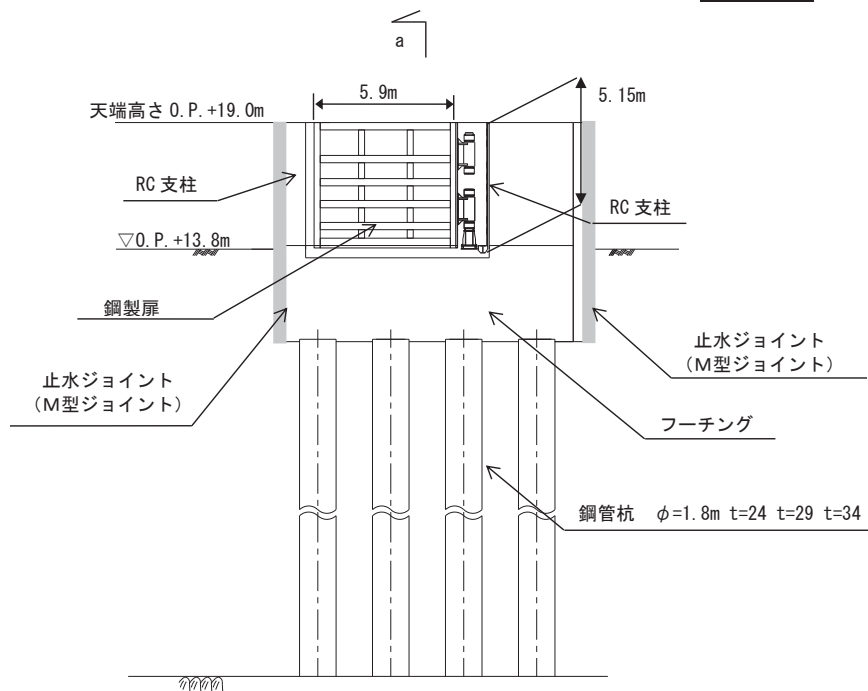 a
5.9m
5.15m
天端高さ O.P.+19.0m
RC 支柱
RC 支柱
▽O.P.+13.8m
鋼製扉
止水ジョイント
（M型ジョイント）
止水ジョイント
（M型ジョイント）
フーチング
鋼管杭　φ=1.8m t=24 t=29 t=34